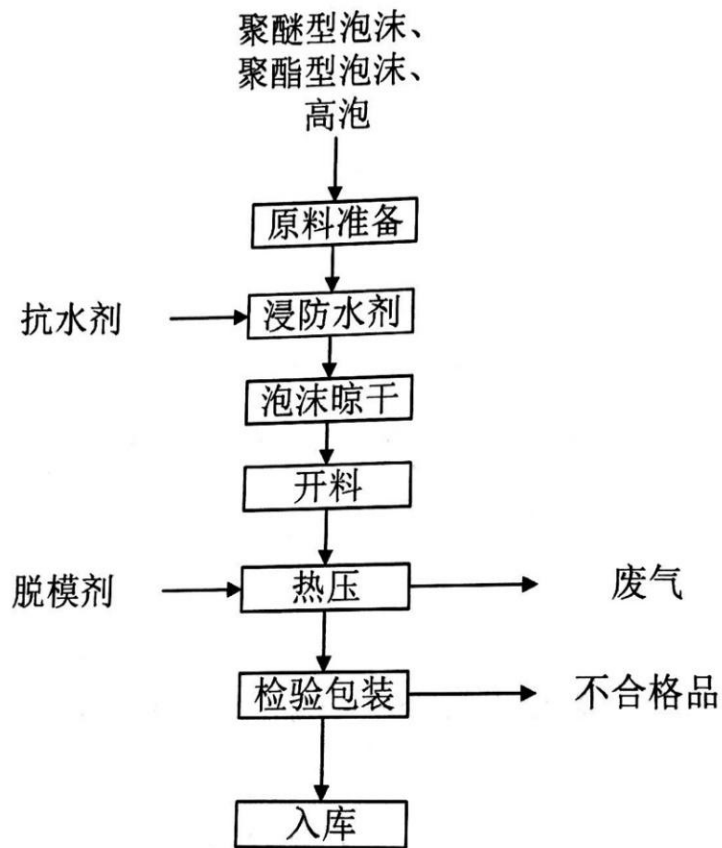 聚醚型泡沫、
聚酯型泡沫、
高泡
原料准备
抗水剂
浸防水剂
泡沫晾干
开料
脱模剂
热压
废气
检验包装
不合格品
入库